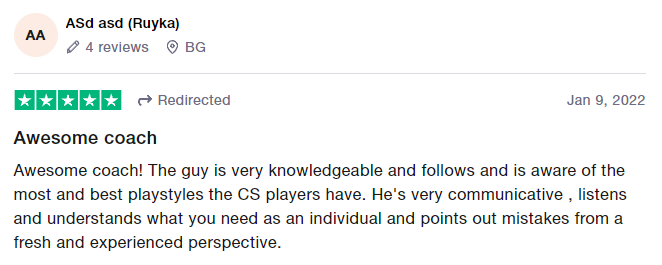 AA
ASd asd (Ruyka)
4 reviews BG
Redirected Jan 9, 2022
Awesome coach
Awesome coach! The guy is very knowledgeable and follows and is aware of the
most and best playstyles the CS players have. He's very communicative , listens
and understands what you need as an individual and points out mistakes from a
fresh and experienced perspective.